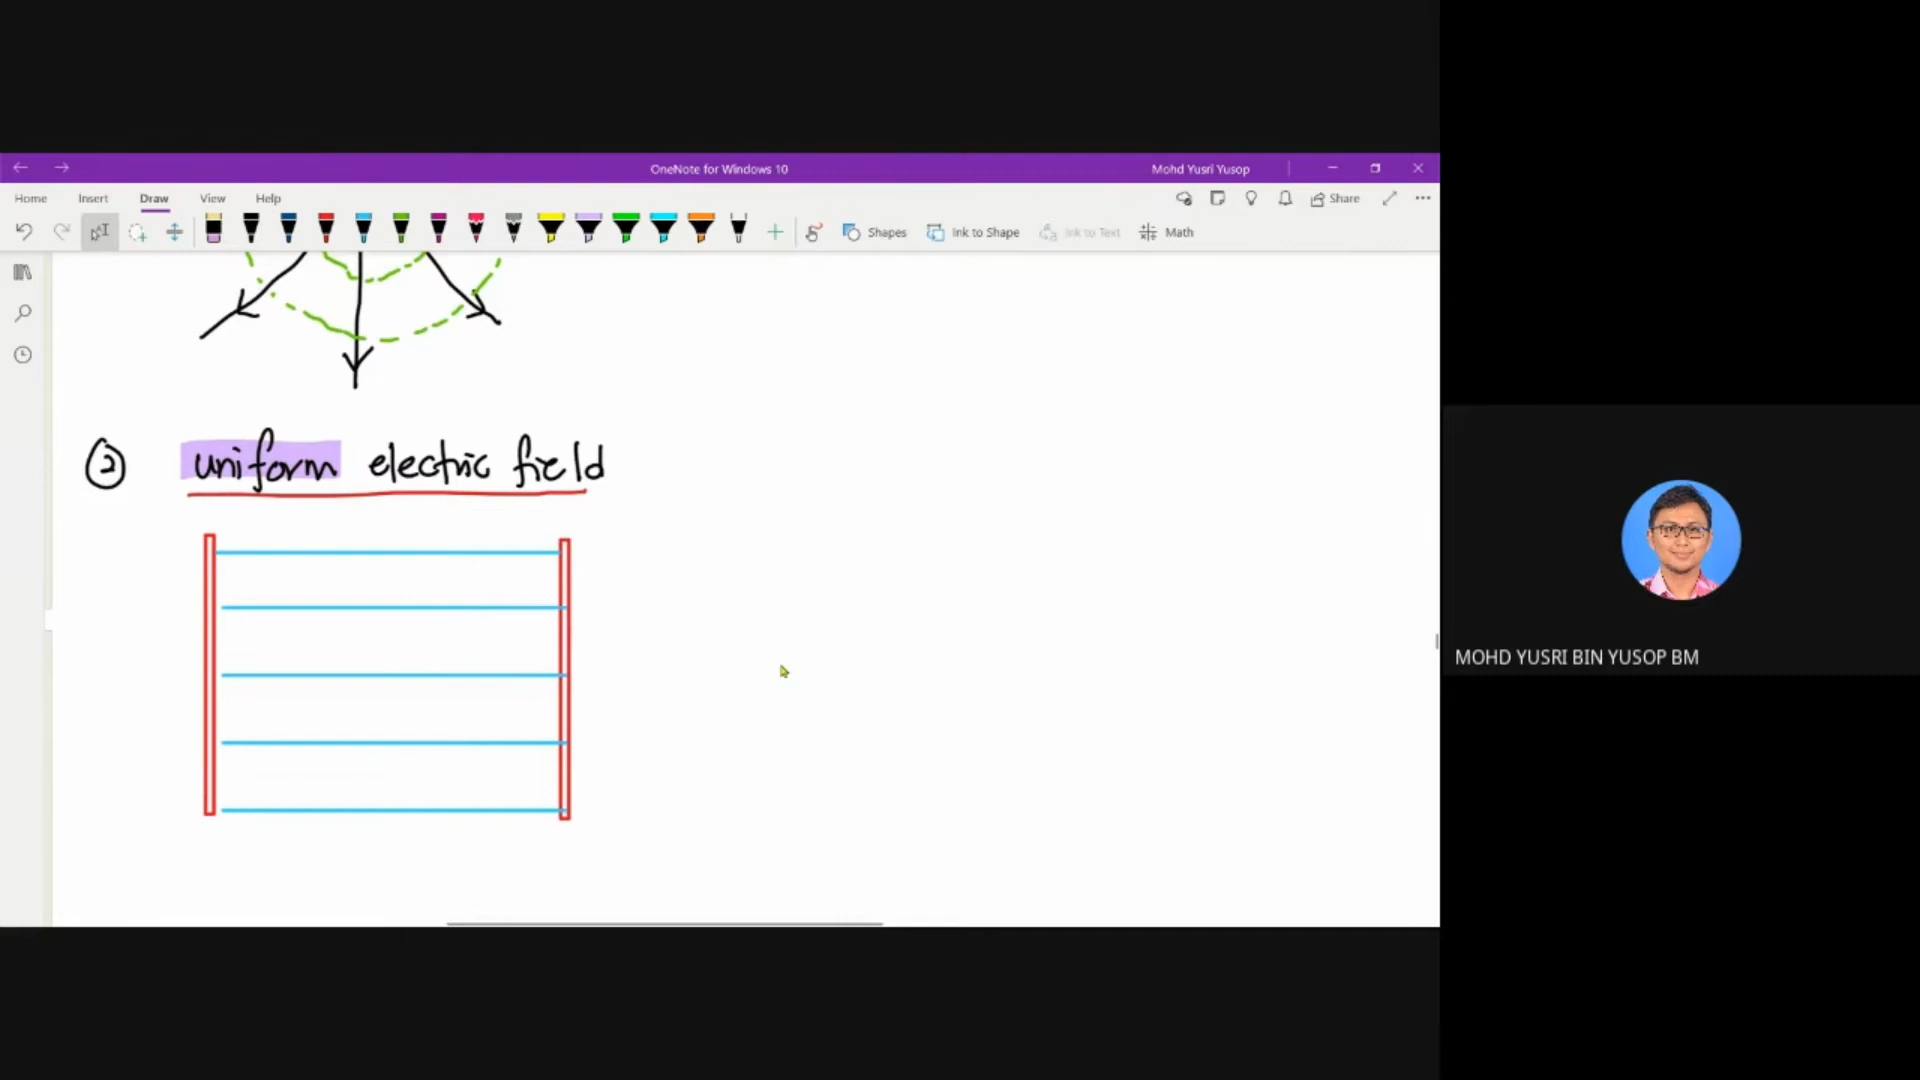 OneNote for Windows 10
Mohd Yusri Yusop
Home Insert Draw View Help
Share
Shapes Ink to Shape Ink to Text Math
② uniform electric field
MOHD YUSRI BIN YUSOP BM